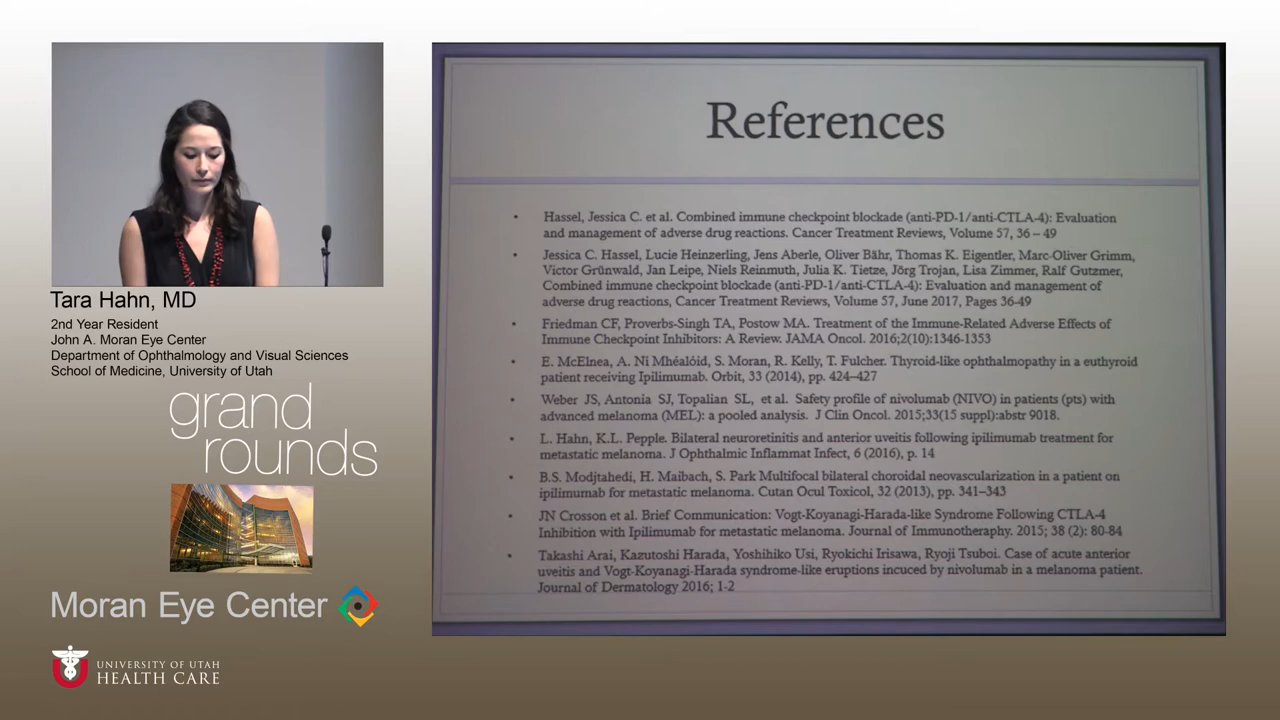 Tara Hahn, MD
2nd Year Resident
John A. Moran Eye Center
Department of Ophthalmology and Visual Sciences
School of Medicine, University of Utah
grand
rounds
Moran Eye Center
UNIVERSITY OF UTAH
HEALTH CARE
References
• Hassel, Jessica C. et al. Combined immune checkpoint blockade (anti-PD-1/anti-CTLA-4): Evaluation
and management of adverse drug reactions. Cancer Treatment Reviews, Volume 57, 36 – 49
• Jessica C. Hassel, Lucie Heinzerling, Jens Aberle, Oliver Bähr, Thomas K. Eigentler, Marc-Oliver Grimm,
Victor Grünwald, Jan Leipe, Niels Reinmuth, Julia K. Tietze, Jörg Trojan, Lisa Zimmer, Ralf Gutzmer,
Combined immune checkpoint blockade (anti-PD-1/anti-CTLA-4): Evaluation and management of
adverse drug reactions, Cancer Treatment Reviews, Volume 57, June 2017, Pages 36-49
• Friedman CF, Proverbs-Singh TA, Postow MA. Treatment of the Immune-Related Adverse Effects of
Immune Checkpoint Inhibitors: A Review. JAMA Oncol. 2016;2(10):1346-1353
• E. McElnea, A. Ní Mhéalóid, S. Moran, R. Kelly, T. Fulcher. Thyroid-like ophthalmopathy in a euthyroid
patient receiving Ipilimumab. Orbit, 33 (2014), pp. 424–427
• Weber JS, Antonia SJ, Topalian SL, et al. Safety profile of nivolumab (NIVO) in patients (pts) with
advanced melanoma (MEL): a pooled analysis. J Clin Oncol. 2015;33(15 suppl):abstr 9018.
• L. Hahn, K.L. Pepple. Bilateral neuroretinitis and anterior uveitis following ipilimumab treatment for
metastatic melanoma. J Ophthalmic Inflammat Infect, 6 (2016), p. 14
• B.S. Modjtahedi, H. Maibach, S. Park Multifocal bilateral choroidal neovascularization in a patient on
ipilimumab for metastatic melanoma. Cutan Ocul Toxicol, 32 (2013), pp. 341–343
• JN Crosson et al. Brief Communication: Vogt-Koyanagi-Harada-like Syndrome Following CTLA-4
Inhibition with Ipilimumab for metastatic melanoma. Journal of Immunotheraphy. 2015; 38 (2): 80-84
• Takashi Arai, Kazutoshi Harada, Yoshihiko Usi, Ryokichi Irisawa, Ryoji Tsuboi. Case of acute anterior
uveitis and Vogt-Koyanagi-Harada syndrome-like eruptions incuced by nivolumab in a melanoma patient.
Journal of Dermatology 2016; 1-2